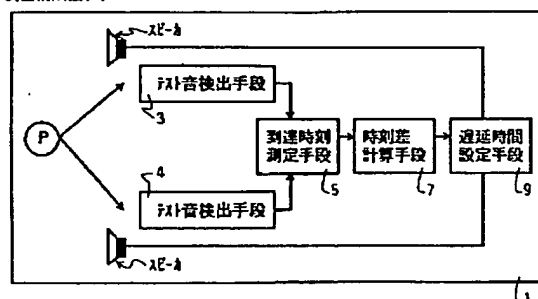 スピーカ
テスト音検出手段
3
P
到達時刻
測定手段
5
時刻差
計算手段
7
遅延時間
設定手段
9
4
テスト音検出手段
スピーカ
1